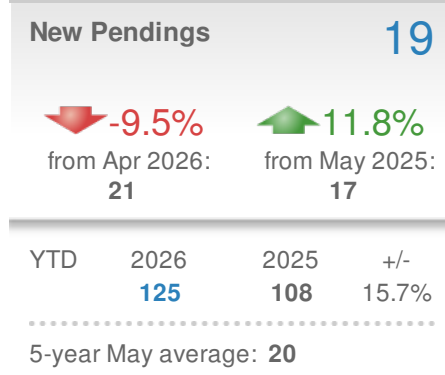 New Pendings 19
-9.5% 11.8%
from Apr 2026: from May 2025:
21 17
YTD 2026 2025 +/-
125 108 15.7%
5-year May average: 20